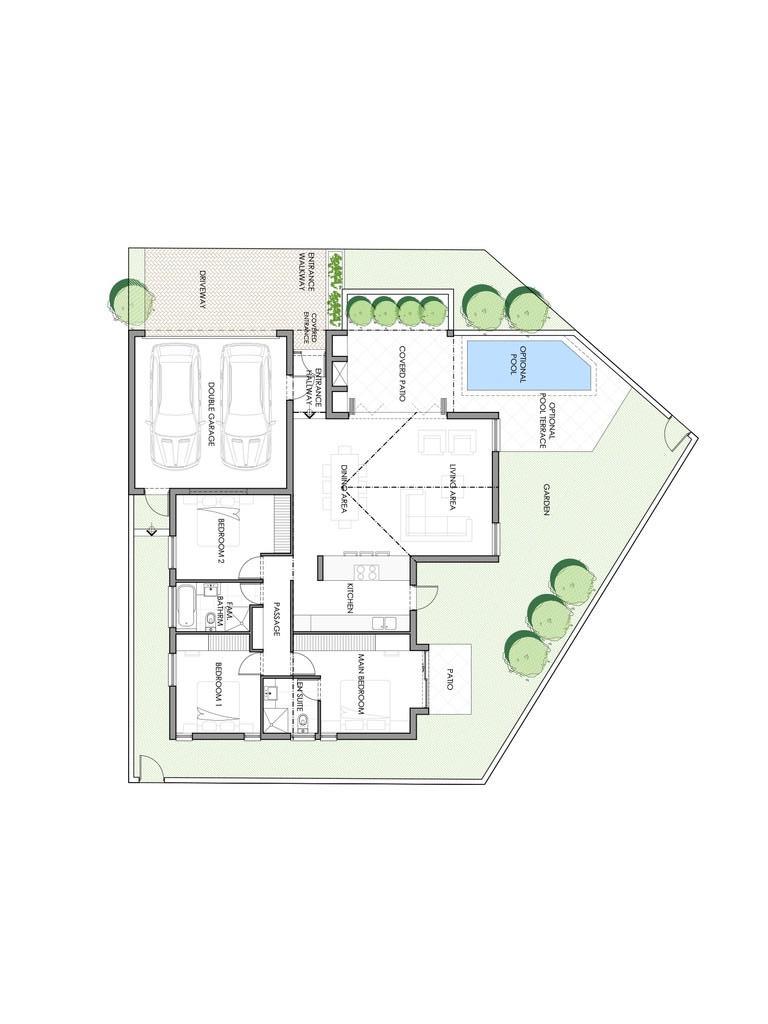 DRIVEWAY
ENTRANCE
WALKWAY
COVERED
ENTRANCE
ENTRANCE
HALLWAY
DOUBLE GARAGE
COVERD PATIO
OPTIONAL
POOL
OPTIONAL
POOL TERRACE
DINING AREA
LIVING AREA
GARDEN
BEDROOM 2
FAM.
BATHRM
PASSAGE
KITCHEN
BEDROOM 1
EN SUITE
MAIN BEDROOM
PATIO